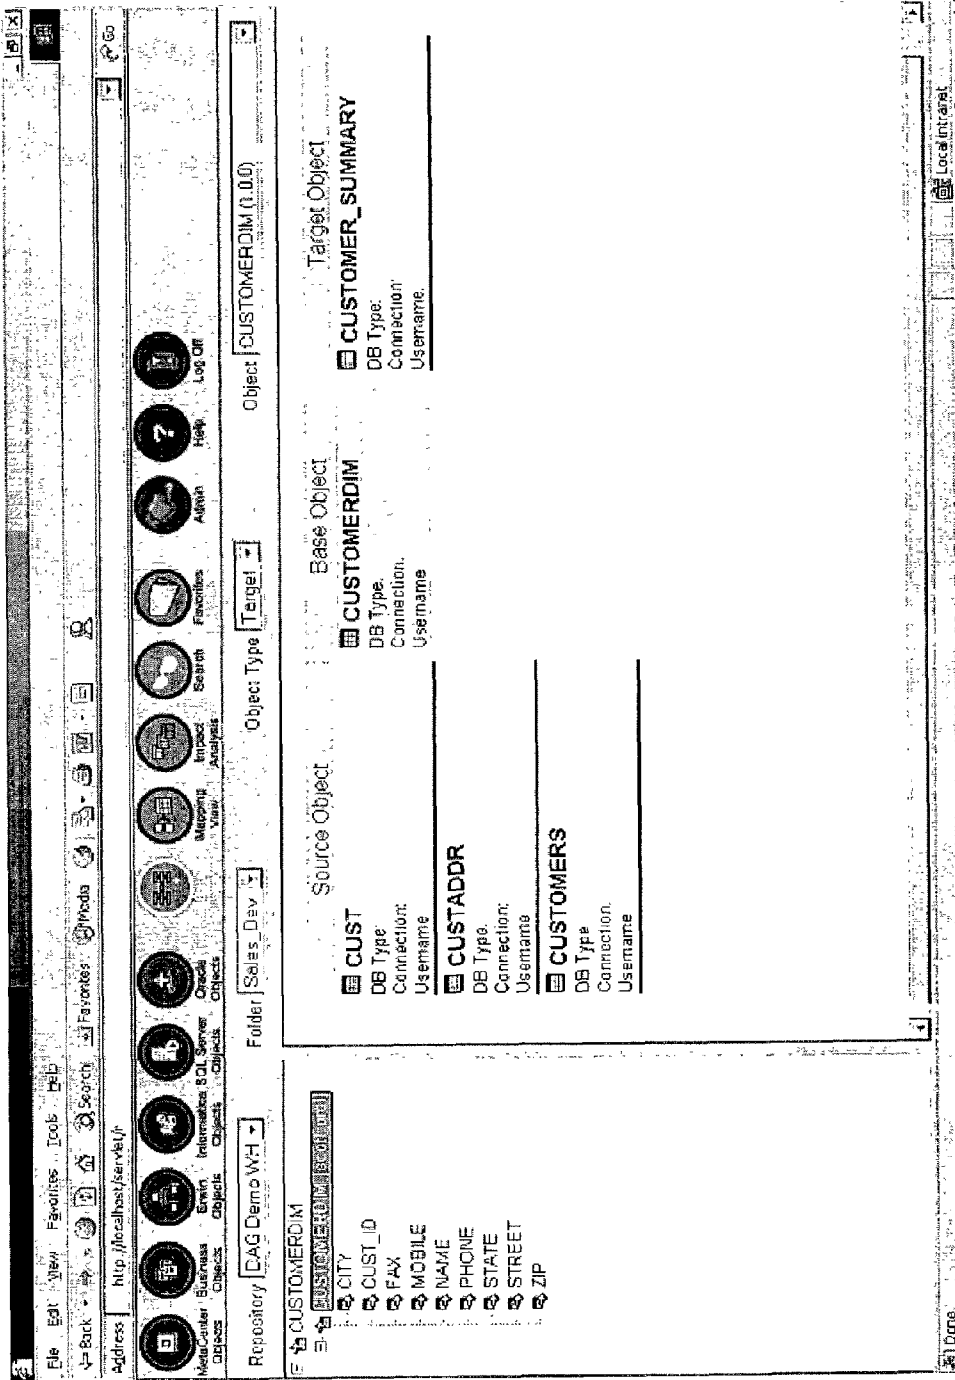 File Edit View Favorites Tools Help
Back Search Favorites Media
Address http://localhost/servlet/r Go
MetaCenter Objects
Business Objects
Erwin Objects
Informatica Objects
SQL Server Objects
Oracle Objects
Mapping View
Impact Analysis
Search
Favorites
Admin
Help
Log Off
Repository DAG Demo WH Folder Sales_Dev Object Type Target Object CUSTOMERDIM (1.0.0)
CUSTOMERDIM
CITY
CUST_ID
FAX
MOBILE
NAME
PHONE
STATE
STREET
ZIP
Source Object Base Object Target Object
CUST
DB Type:
Connection:
Username
CUSTADDR
DB Type.
Connection:
Username
CUSTOMERS
DB Type
Connection.
Username
CUSTOMERDIM
DB Type.
Connection.
Username
CUSTOMER_SUMMARY
DB Type:
Connection:
Username.
Done. Local intranet